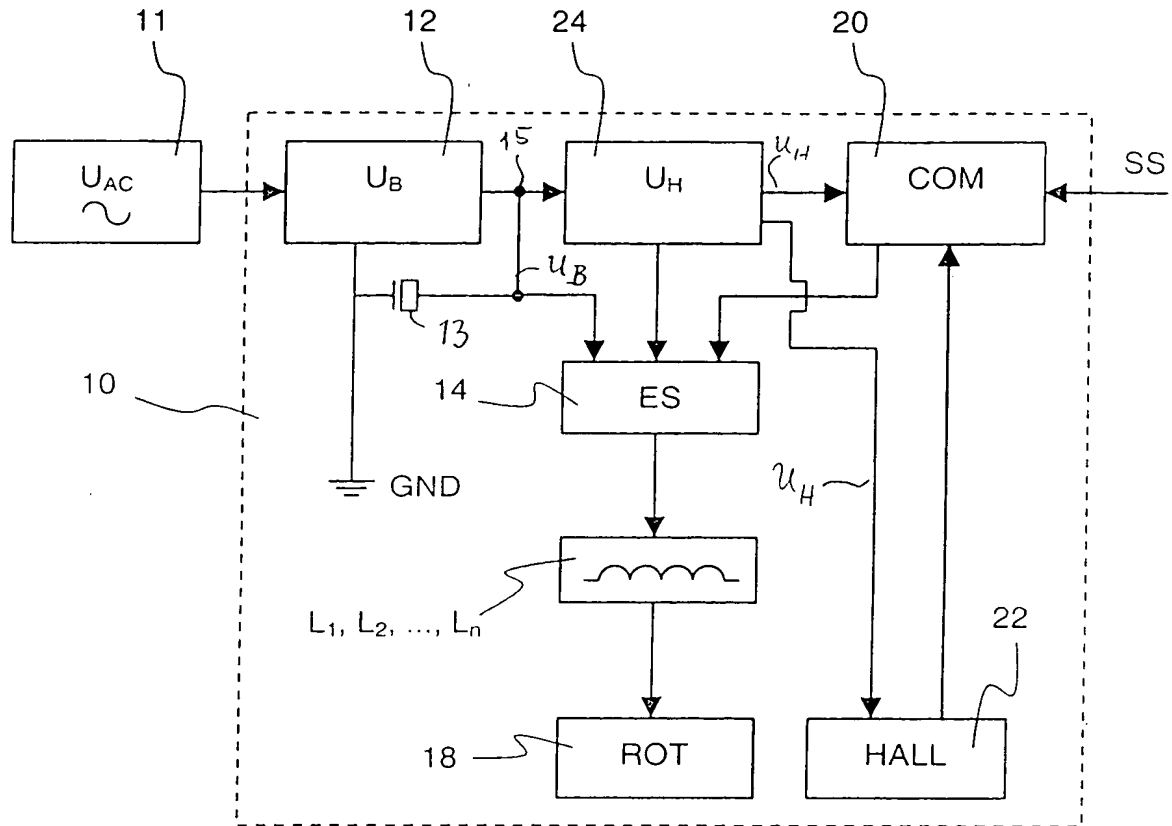 11
12
24
20
U_AC
U_B
15
U_H
u_H
COM
SS
u_B
13
10
14
ES
GND
U_H
L₁, L₂, ..., Lₙ
22
18
ROT
HALL